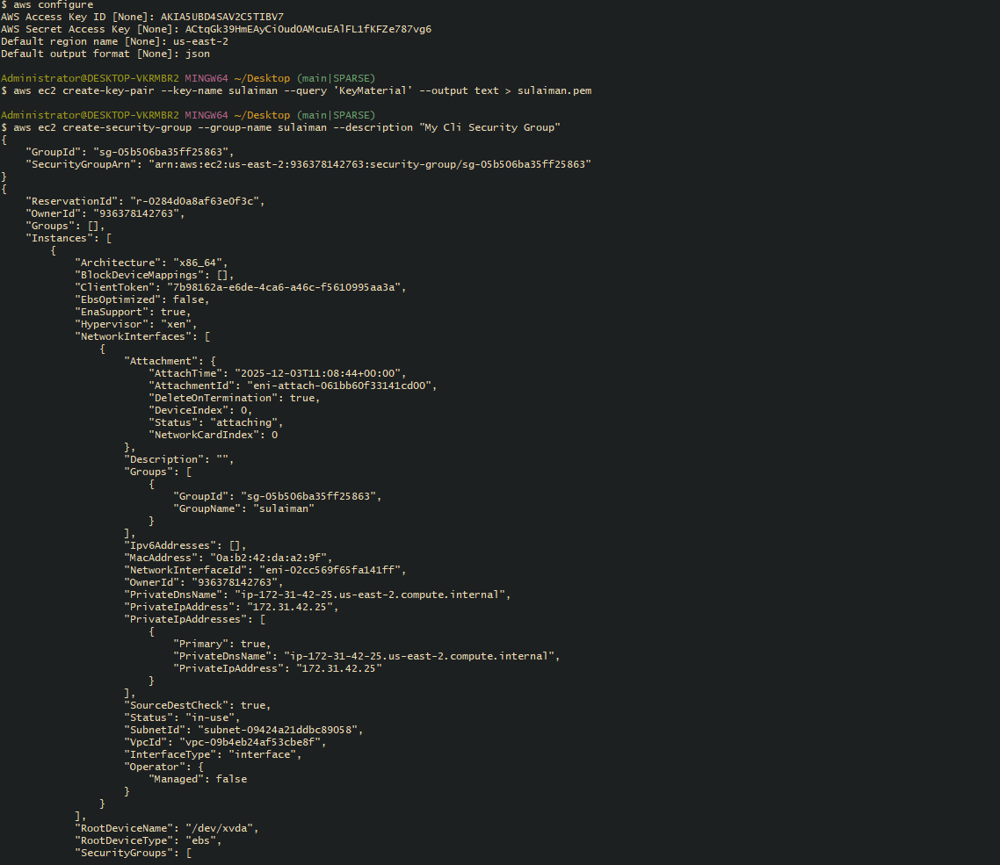 $ aws configure
AWS Access Key ID [None]: AKIA5UBD4SAV2C5TIBV7
AWS Secret Access Key [None]:
Default region name [None]: us-east-2
Default output format [None]: json
Administrator@DESKTOP-VKRMBR2 MINGW64 ~/Desktop (main|SPARSE)
$ aws ec2 create-key-pair --key-name sulaiman --query 'KeyMaterial' --output text > sulaiman.pem
Administrator@DESKTOP-VKRMBR2 MINGW64 ~/Desktop (main|SPARSE)
$ aws ec2 create-security-group --group-name sulaiman --description "My Cli Security Group"
{
    "GroupId": "sg-05b506ba35ff25863",
    "SecurityGroupArn": "arn:aws:ec2:us-east-2:936378142763:security-group/sg-05b506ba35ff25863"
}
{
    "ReservationId": "r-0284d0a8af63e0f3c",
    "OwnerId": "936378142763",
    "Groups": [],
    "Instances": [
        {
            "Architecture": "x86_64",
            "BlockDeviceMappings": [],
            "ClientToken": "7b98162a-e6de-4ca6-a46c-f5610995aa3a",
            "EbsOptimized": false,
            "EnaSupport": true,
            "Hypervisor": "xen",
            "NetworkInterfaces": [
                {
                    "Attachment": {
                        "AttachTime": "2025-12-03T11:08:44+00:00",
                        "AttachmentId": "eni-attach-061bb60f33141cd00",
                        "DeleteOnTermination": true,
                        "DeviceIndex": 0,
                        "Status": "attaching",
                        "NetworkCardIndex": 0
                    },
                    "Description": "",
                    "Groups": [
                        {
                            "GroupId": "sg-05b506ba35ff25863",
                            "GroupName": "sulaiman"
                        }
                    ],
                    "Ipv6Addresses": [],
                    "MacAddress": "0a:b2:42:da:a2:9f",
                    "NetworkInterfaceId": "eni-02cc569f65fa141ff",
                    "OwnerId": "936378142763",
                    "PrivateDnsName": "ip-172-31-42-25.us-east-2.compute.internal",
                    "PrivateIpAddress": "172.31.42.25",
                    "PrivateIpAddresses": [
                        {
                            "Primary": true,
                            "PrivateDnsName": "ip-172-31-42-25.us-east-2.compute.internal",
                            "PrivateIpAddress": "172.31.42.25"
                        }
                    ],
                    "SourceDestCheck": true,
                    "Status": "in-use",
                    "SubnetId": "subnet-09424a21ddbc89058",
                    "VpcId": "vpc-09b4eb24af53cbe8f",
                    "InterfaceType": "interface",
                    "Operator": {
                        "Managed": false
                    }
                }
            ],
            "RootDeviceName": "/dev/xvda",
            "RootDeviceType": "ebs",
            "SecurityGroups": [